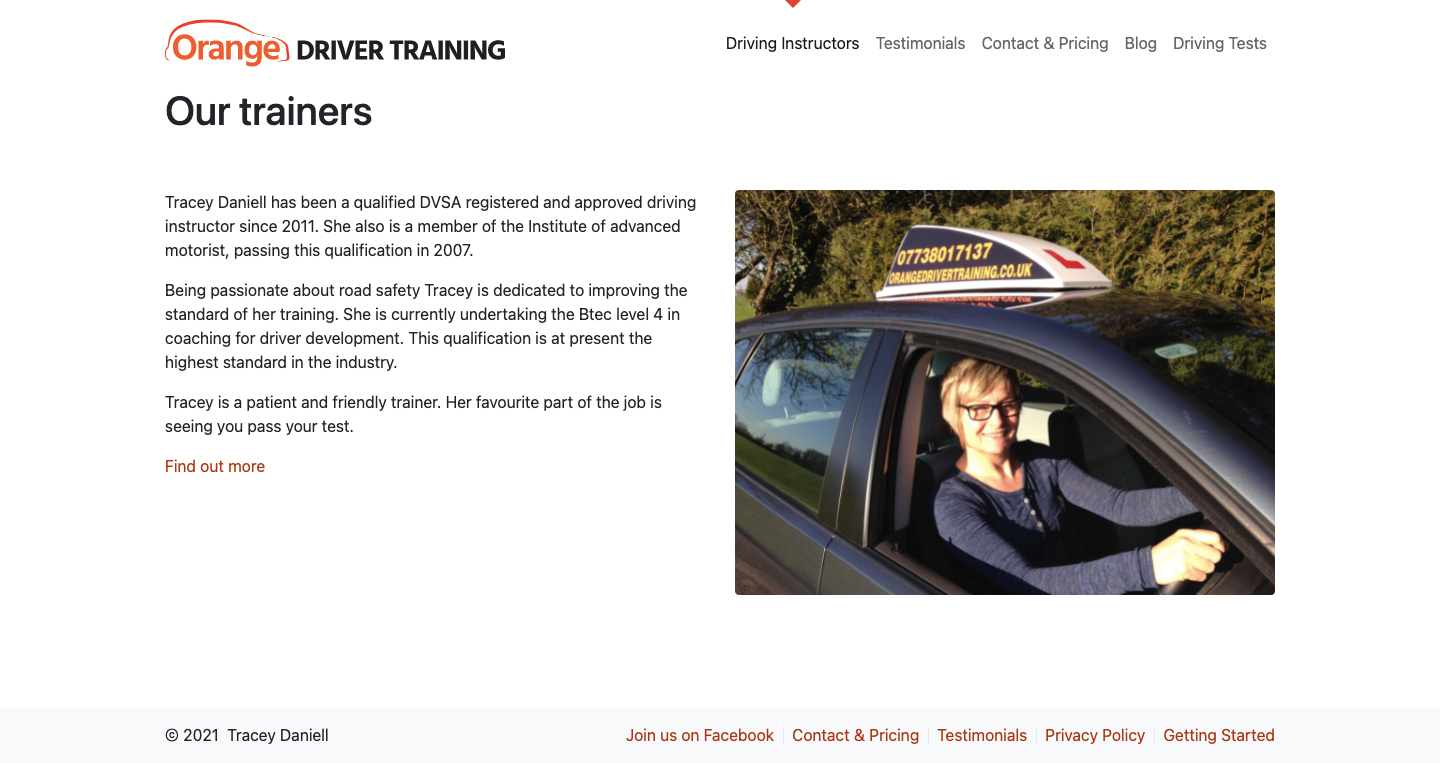 Orange DRIVER TRAINING
Driving Instructors Testimonials Contact & Pricing Blog Driving Tests
Our trainers
Tracey Daniell has been a qualified DVSA registered and approved driving
instructor since 2011. She also is a member of the Institute of advanced
motorist, passing this qualification in 2007.
Being passionate about road safety Tracey is dedicated to improving the
standard of her training. She is currently undertaking the Btec level 4 in
coaching for driver development. This qualification is at present the
highest standard in the industry.
Tracey is a patient and friendly trainer. Her favourite part of the job is
seeing you pass your test.
Find out more
07738017137
ORANGEDRIVERTRAINING.CO.UK
L
© 2021 Tracey Daniell
Join us on Facebook Contact & Pricing Testimonials Privacy Policy Getting Started